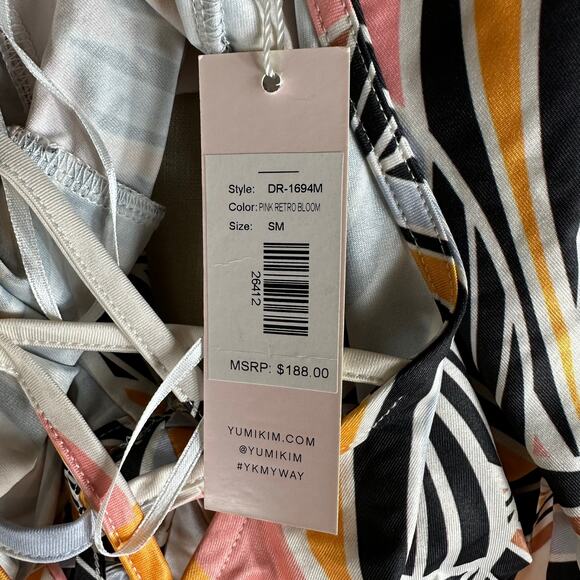 Style: DR-1694M
Color: PINK RETRO BLOOM
Size: SM
26412
MSRP: $188.00
YUMIKIM.COM
@YUMIKIM
#YKMYWAY